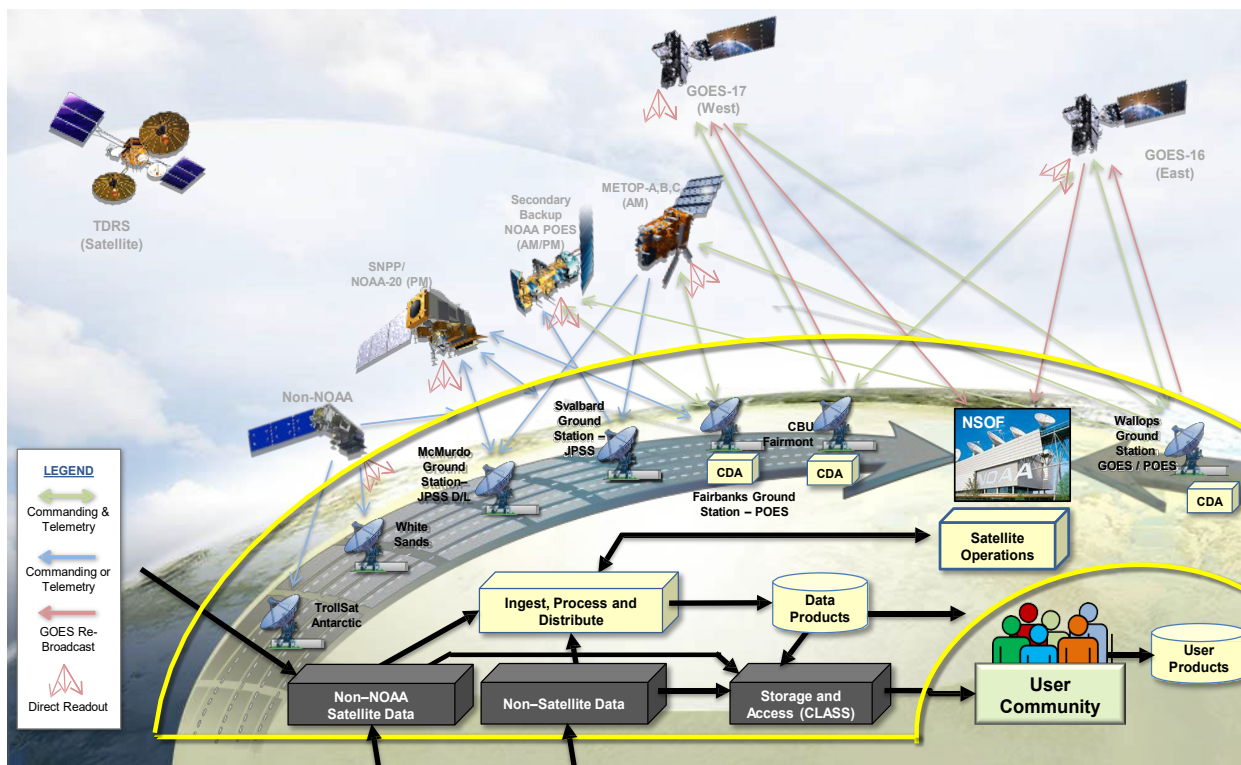 GOES-17
(West)
GOES-16
(East)
TDRS
(Satellite)
METOP-A,B,C
(AM)
Secondary
Backup
NOAA POES
(AM/PM)
SNPP/
NOAA-20 (PM)
Non-NOAA
Svalbard
Ground
Station –
JPSS
McMurdo
Ground
Station–
JPSS D/L
White
Sands
TrollSat
Antarctic
CBU
Fairmont
CDA
CDA
Fairbanks Ground
Station – POES
NSOF
NOAA
Wallops
Ground
Station
GOES / POES
CDA
LEGEND
Commanding &
Telemetry
Commanding or
Telemetry
GOES Re-
Broadcast
Direct Readout
Satellite
Operations
Ingest, Process and
Distribute
Data
Products
User
Products
Non–NOAA
Satellite Data
Non–Satellite Data
Storage and
Access (CLASS)
User
Community